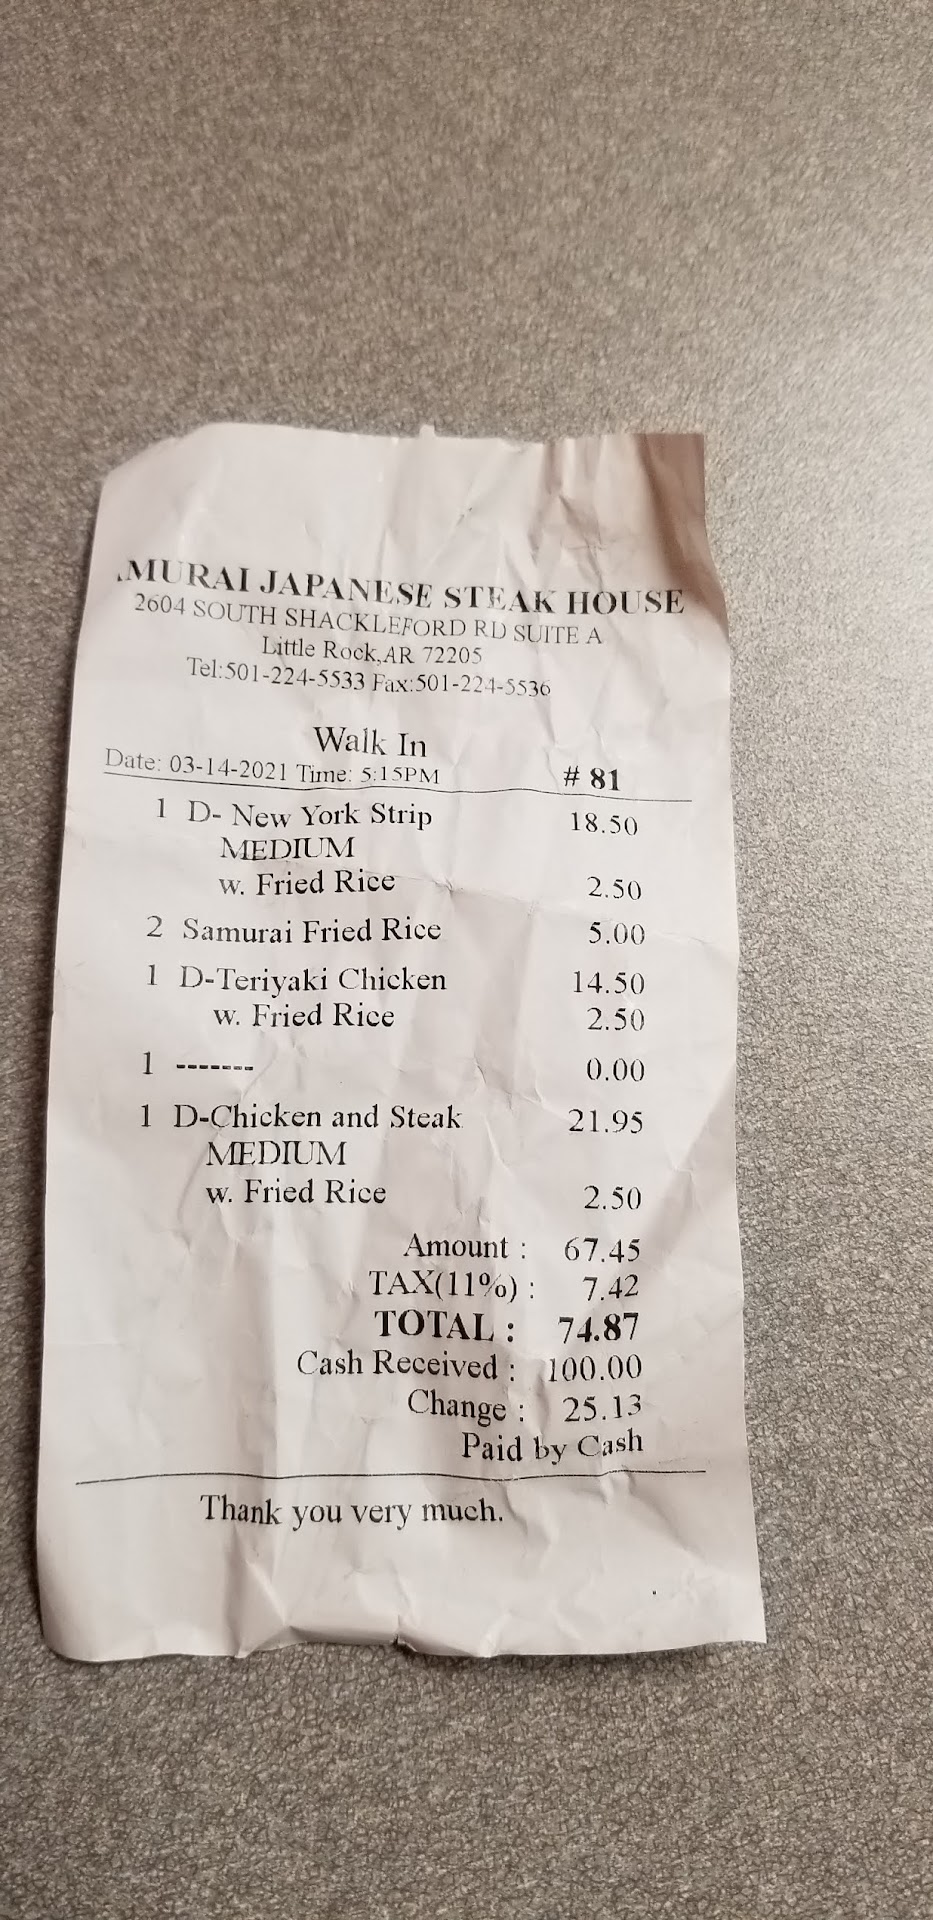 MURAI JAPANESE STEAK HOUSE
2604 SOUTH SHACKLEFORD RD SUITE A
Little Rock,AR 72205
Tel:501-224-5533 Fax:501-224-5536
Walk In
Date: 03-14-2021 Time: 5:15PM # 81
1 D- New York Strip 18.50
MEDIUM
w. Fried Rice 2.50
2 Samurai Fried Rice 5.00
1 D-Teriyaki Chicken 14.50
w. Fried Rice 2.50
1 ------- 0.00
1 D-Chicken and Steak 21.95
MEDIUM
w. Fried Rice 2.50
Amount : 67.45
TAX(11%) : 7.42
TOTAL : 74.87
Cash Received : 100.00
Change : 25.13
Paid by Cash
Thank you very much.